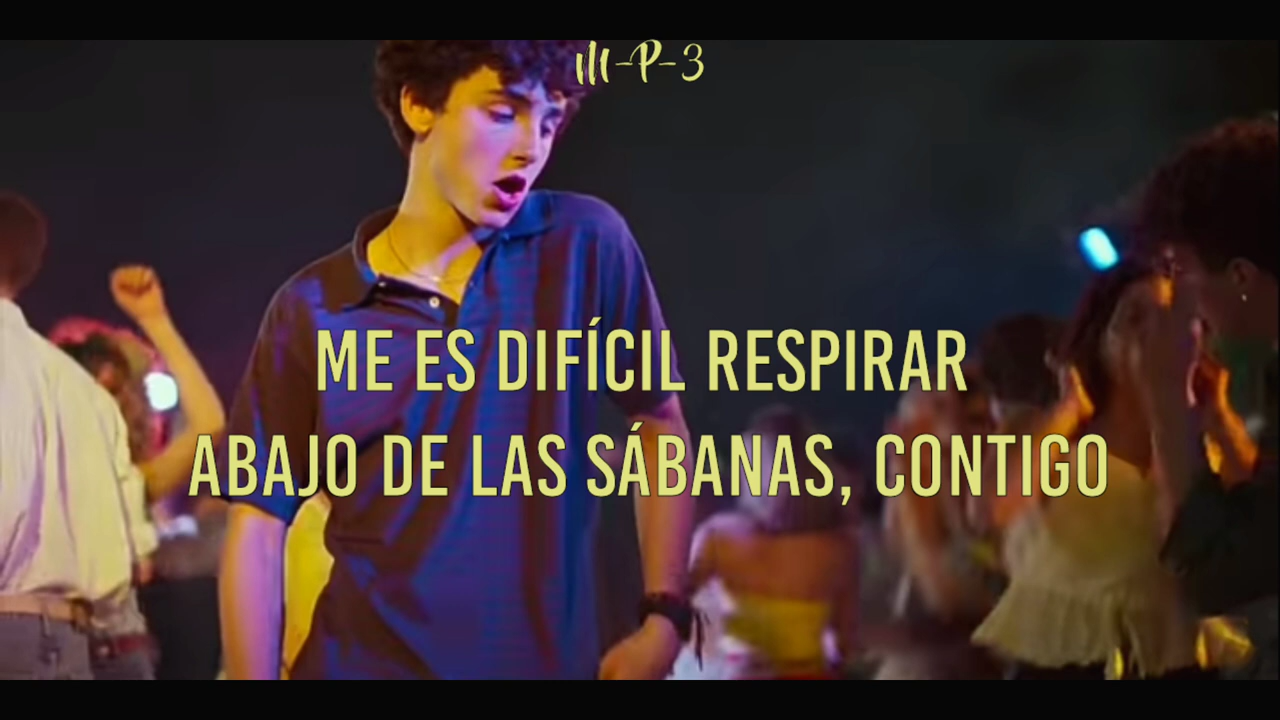 M-P-3
ME ES DIFÍCIL RESPIRAR
ABAJO DE LAS SÁBANAS, CONTIGO